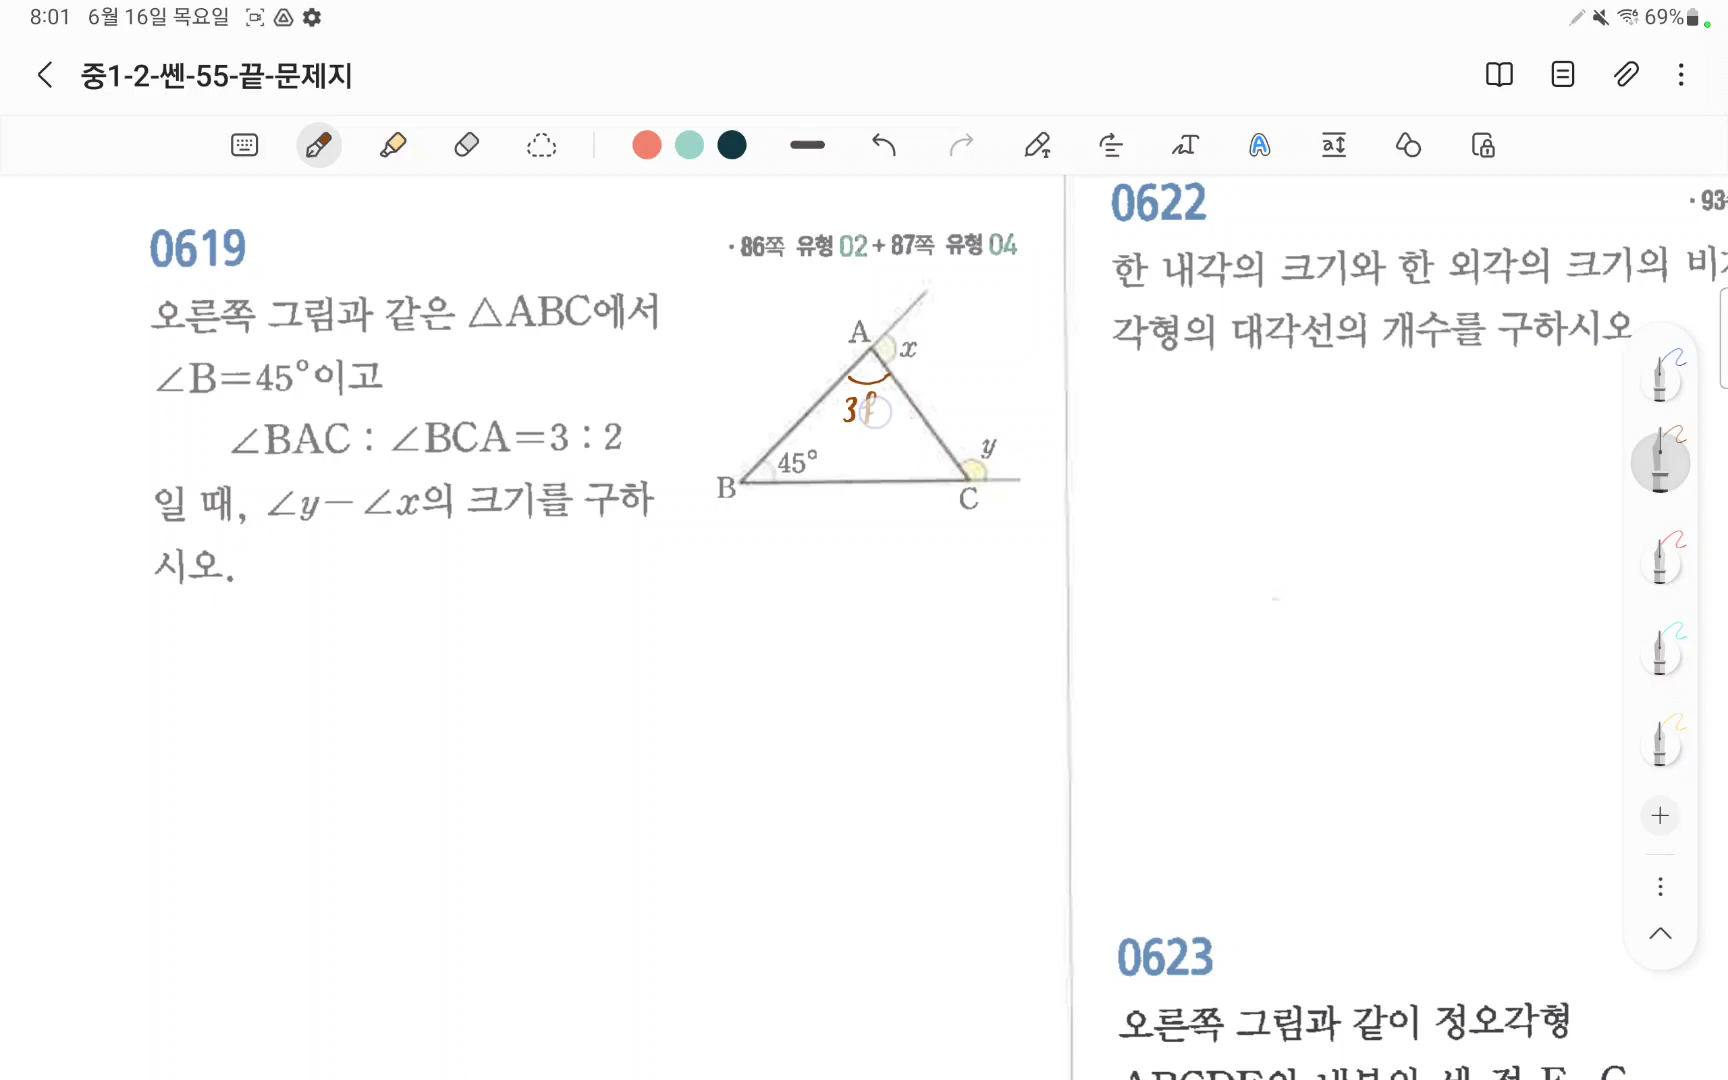 8:01 6월 16일 목요일
69%
중1-2-쎈-55-끝-문제지
0619
· 86쪽 유형 02 + 87쪽 유형 04
오른쪽 그림과 같은 △ABC에서
∠B=45°이고
∠BAC : ∠BCA=3 : 2
일 때, ∠y-∠x의 크기를 구하
시오.
A
x
3
45°
y
B
C
0622
· 93
한 내각의 크기와 한 외각의 크기의 비
각형의 대각선의 개수를 구하시오
0623
오른쪽 그림과 같이 정오각형